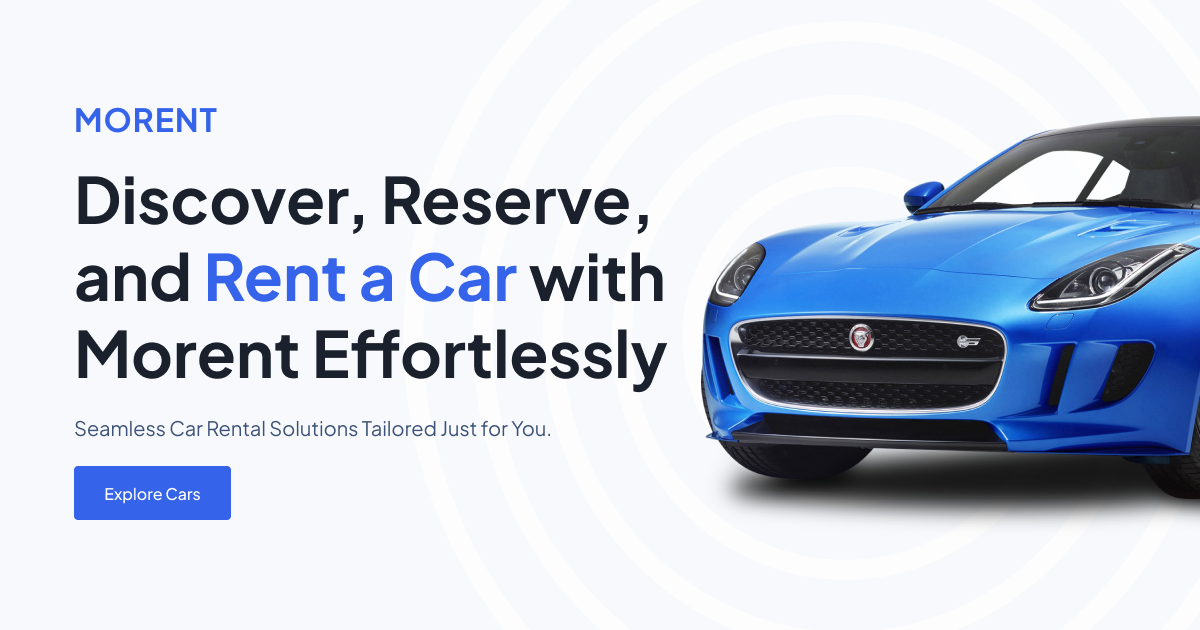 MORENT
Discover, Reserve,
and Rent a Car with
Morent Effortlessly
Seamless Car Rental Solutions Tailored Just for You.
Explore Cars